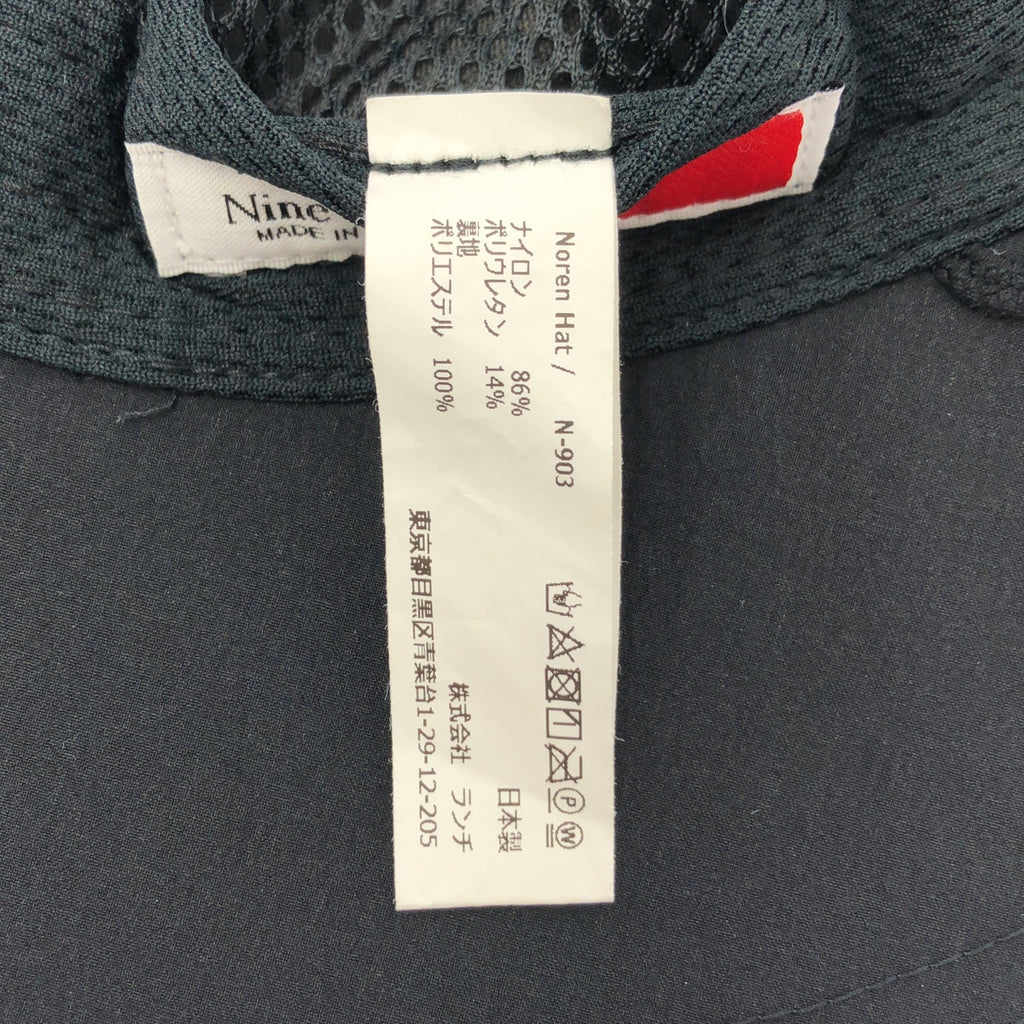 Nine
MADE IN
Noren Hat / N-903
ナイロン 86%
ポリウレタン 14%
裏地
ポリエステル 100%
P
W
日本製
株式会社 ランチ
東京都目黒区青葉台1-29-12-205